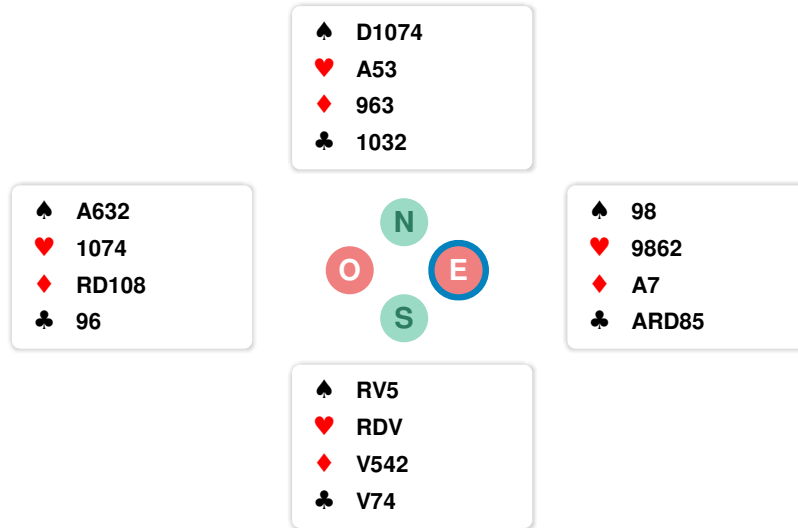 ♠ D1074
♥ A53
♦ 963
♣ 1032
♠ A632
♥ 1074
♦ RD108
♣ 96
N
O E
S
♠ 98
♥ 9862
♦ A7
♣ ARD85
♠ RV5
♥ RDV
♦ V542
♣ V74